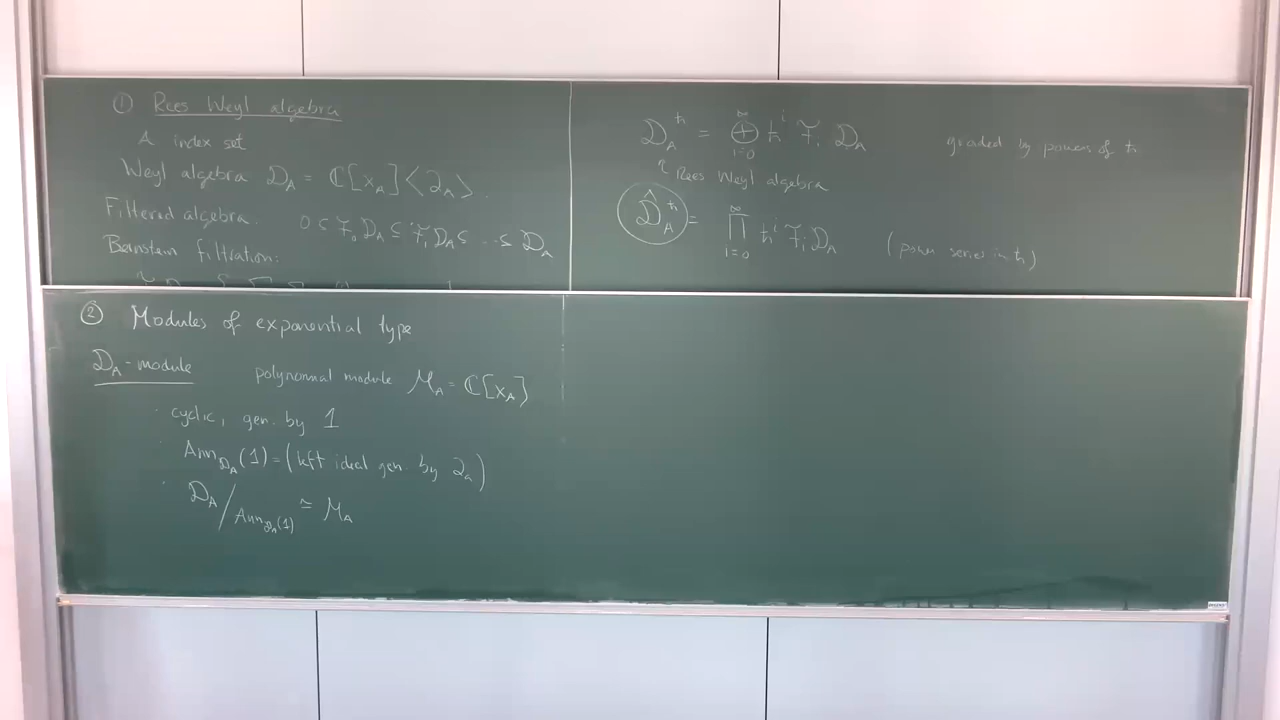 ① Rees Weyl algebra
A index set
Weyl algebra D_A = ℂ[x_A]⟨∂_A⟩.
Filtered algebra: 0 ⊆ F_0 D_A ⊆ F_1 D_A ⊆ ... ⊆ D_A
Bernstein filtration:
D_A^ħ = ⊕_{i=0}^∞ ħ^i F_i D_A graded by powers of ħ
Rees Weyl algebra
D̂_A^ħ = ∏_{i=0}^∞ ħ^i F_i D_A (power series in ħ)
② Modules of exponential type
D_A-module polynomial module M_A = ℂ[x_A]
· cyclic, gen. by 1
· Ann_{D_A}(1) = (left ideal gen. by ∂_a)
· D_A / Ann_{D_A}(1) ≃ M_A